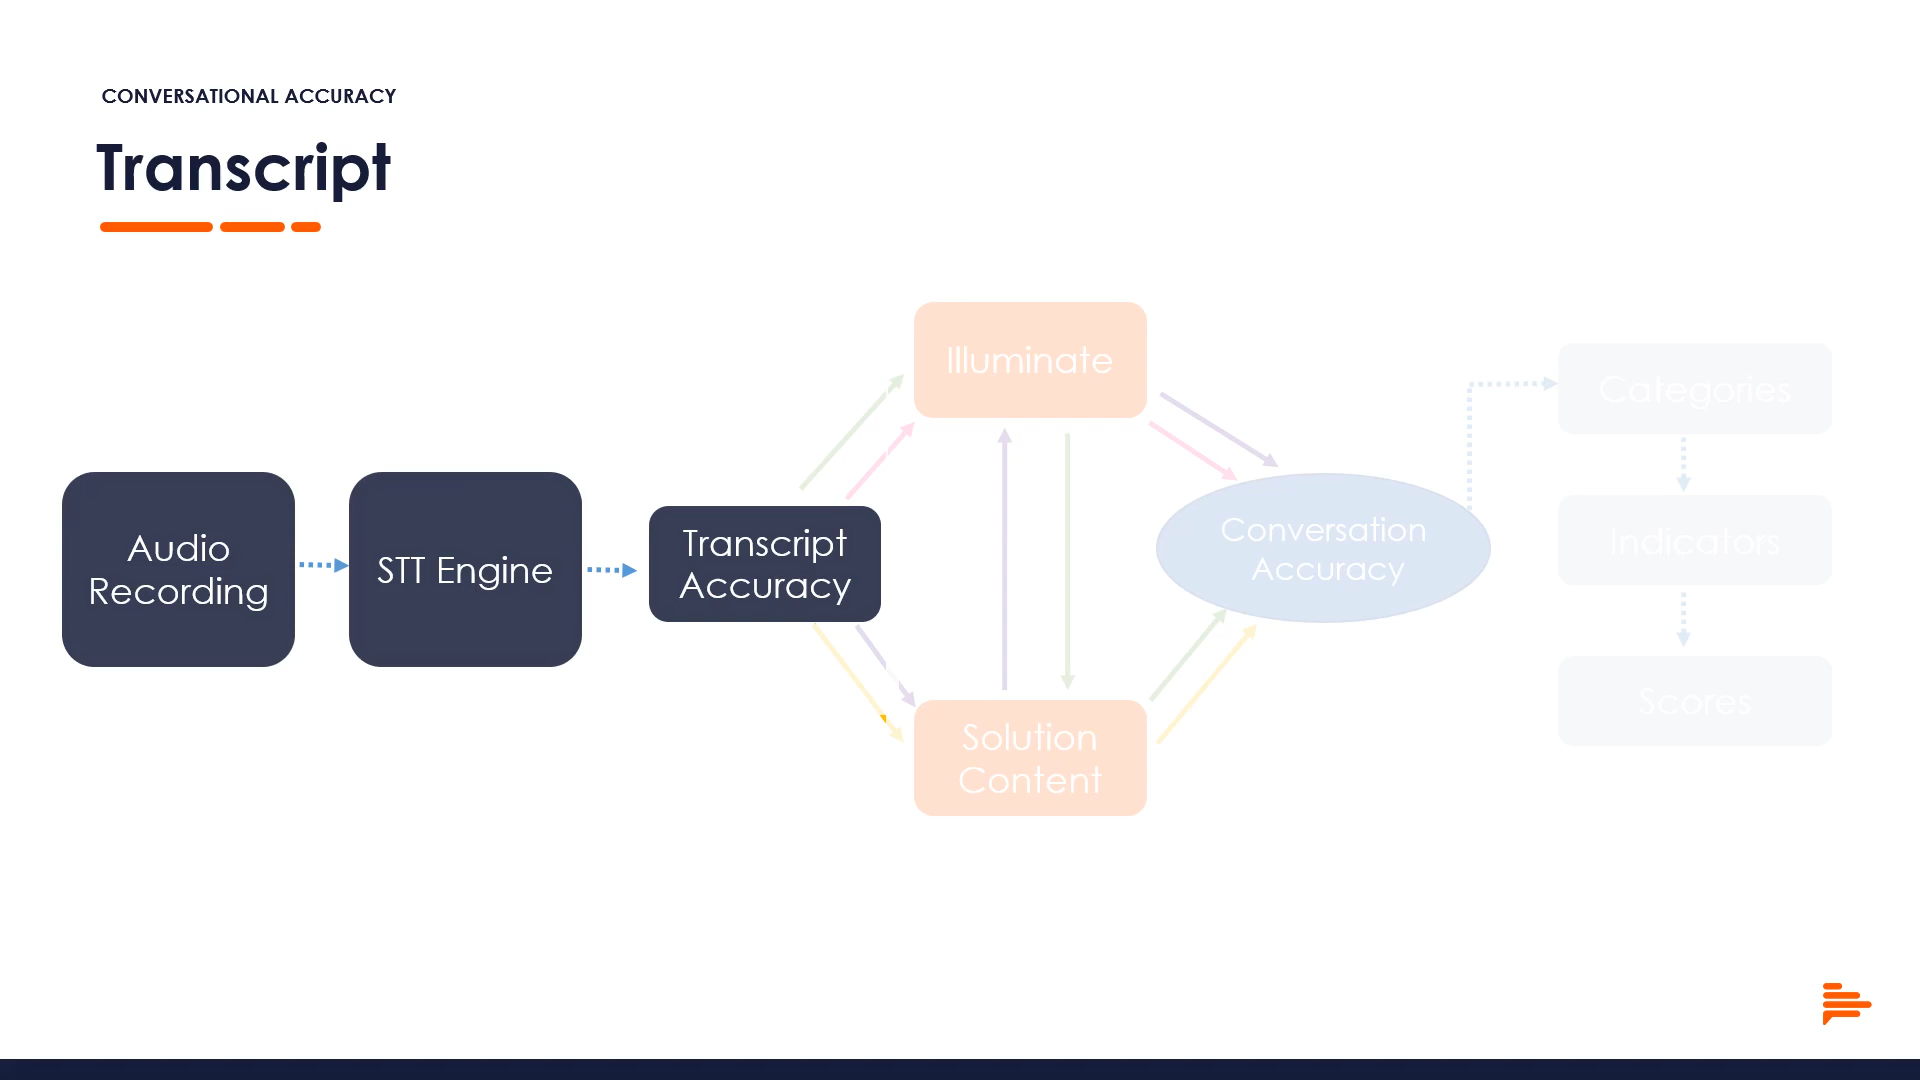 CONVERSATIONAL ACCURACY
Transcript
Audio
Recording
STT Engine
Transcript
Accuracy
Illuminate
Solution
Content
Conversation
Accuracy
Categories
Indicators
Scores